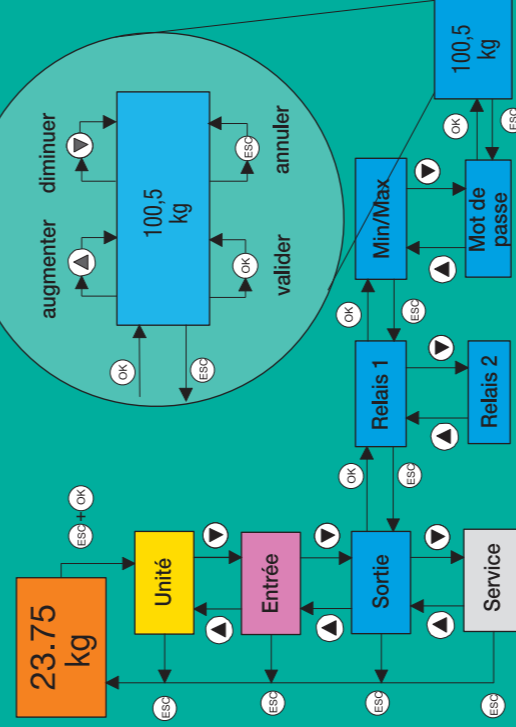 augmenter
diminuer
100,5
kg
OK
ESC
OK
ESC
valider
annuler
23.75
kg
ESC + OK
Unité
ESC
Entrée
ESC
Sortie
ESC
Service
ESC
OK
ESC
Relais 1
Relais 2
OK
ESC
Min/Max
Mot de
passe
OK
ESC
100,5
kg